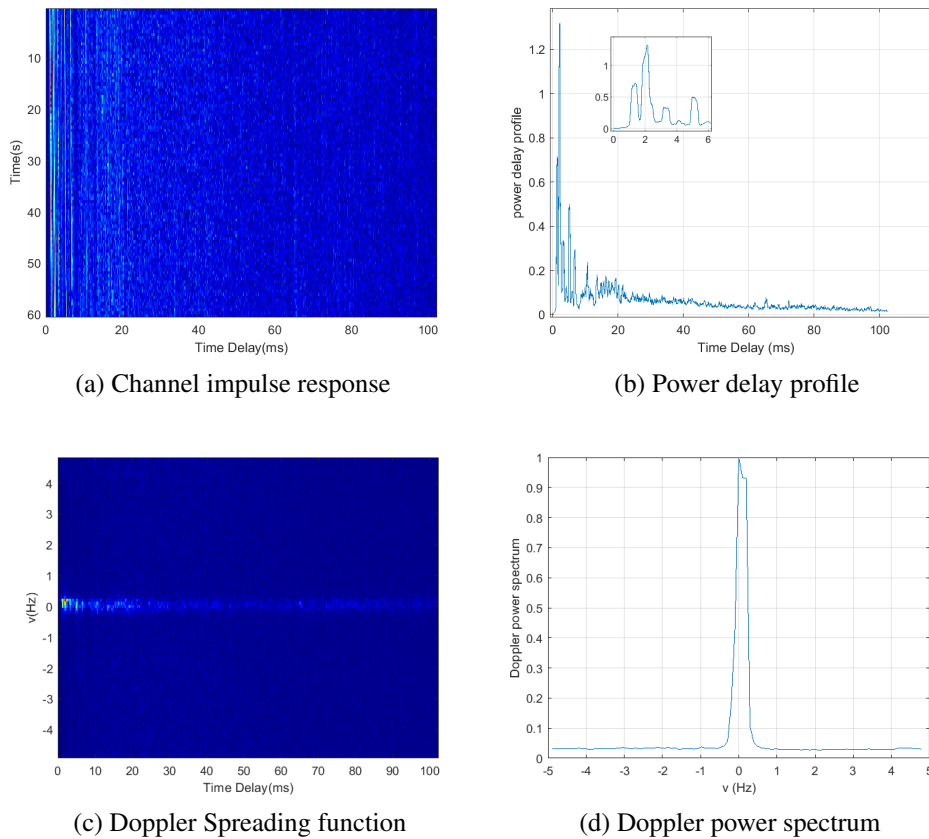 10
20
30
40
50
60
Time(s)
0 20 40 60 80 100
Time Delay(ms)
(a) Channel impulse response
1.2
1
0.8
0.6
0.4
0.2
0
power delay profile
1
0.5
0
0 2 4 6
0 20 40 60 80 100
Time Delay (ms)
(b) Power delay profile
4
3
2
1
0
-1
-2
-3
-4
v(Hz)
0 10 20 30 40 50 60 70 80 90 100
Time Delay(ms)
(c) Doppler Spreading function
1
0.9
0.8
0.7
0.6
0.5
0.4
0.3
0.2
0.1
0
Doppler power spectrum
-5 -4 -3 -2 -1 0 1 2 3 4 5
v (Hz)
(d) Doppler power spectrum